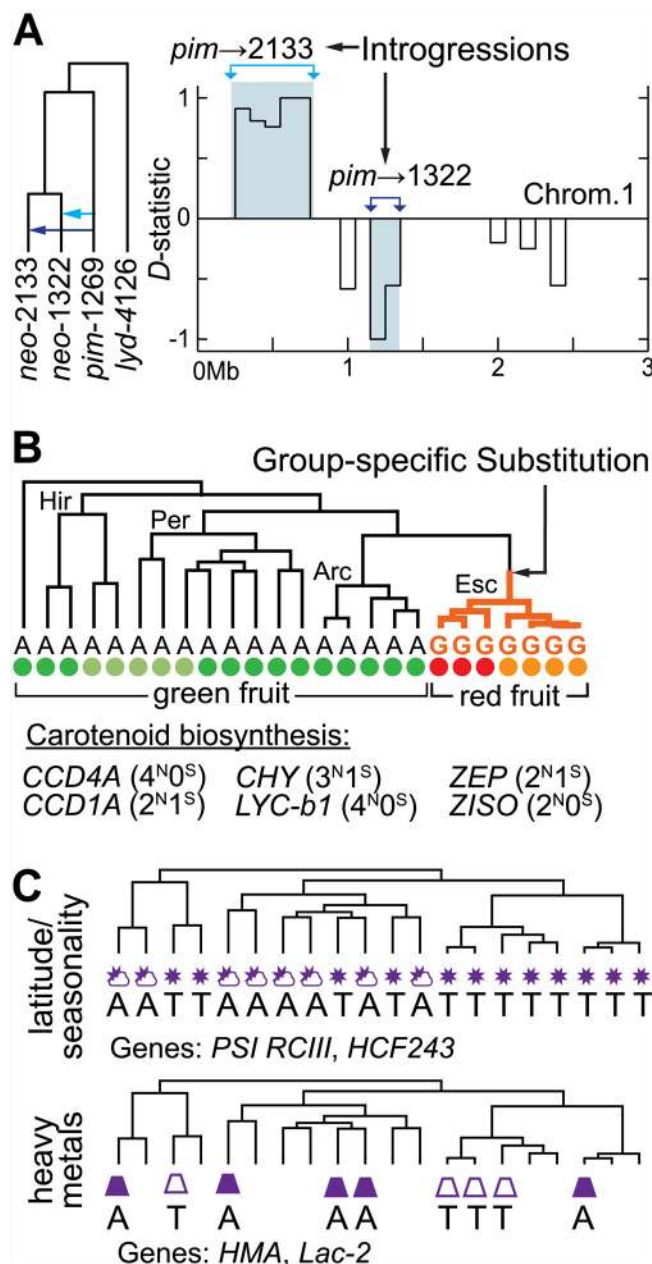 A
pim→2133
Introgressions
1
pim→1322
Chrom.1
D-statistic
0
-1
0Mb
1
2
3
neo-2133
neo-1322
pim-1269
lyd-4126
B
Group-specific Substitution
Hir
Per
Arc
Esc
A A A A A A A A A A A A A A A A A G G G G G G G
green fruit
red fruit
Carotenoid biosynthesis:
CCD4A (4ᴺ0ˢ) CHY (3ᴺ1ˢ) ZEP (2ᴺ1ˢ)
CCD1A (2ᴺ1ˢ) LYC-b1 (4ᴺ0ˢ) ZISO (2ᴺ0ˢ)
C
latitude/
seasonality
A A T T A A A A T A T A T T T T T T T T
Genes: PSI RCIII, HCF243
heavy
metals
A T A A A T T T A
Genes: HMA, Lac-2